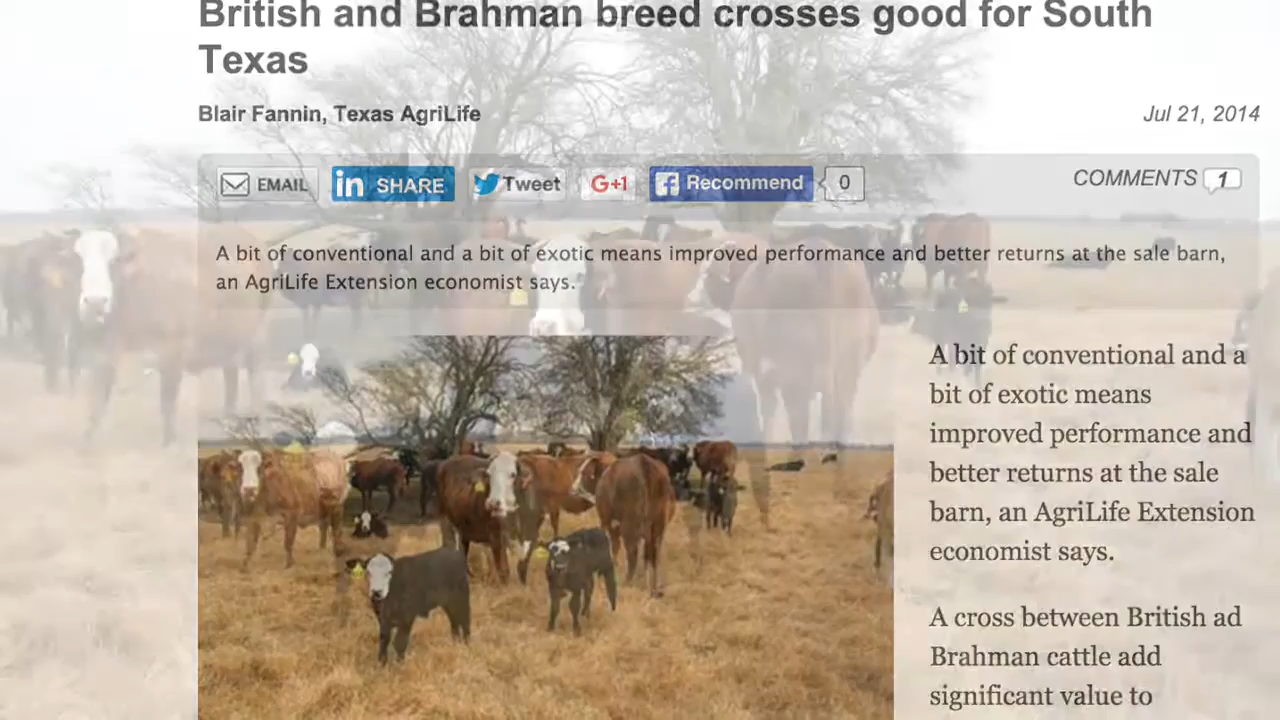 British and Brahman breed crosses good for South
Texas
Blair Fannin, Texas AgriLife
Jul 21, 2014
EMAIL
in SHARE
Tweet
G+1
f Recommend
0
COMMENTS 1
A bit of conventional and a bit of exotic means improved performance and better returns at the sale barn,
an AgriLife Extension economist says.
A bit of conventional and a
bit of exotic means
improved performance and
better returns at the sale
barn, an AgriLife Extension
economist says.
A cross between British ad
Brahman cattle add
significant value to